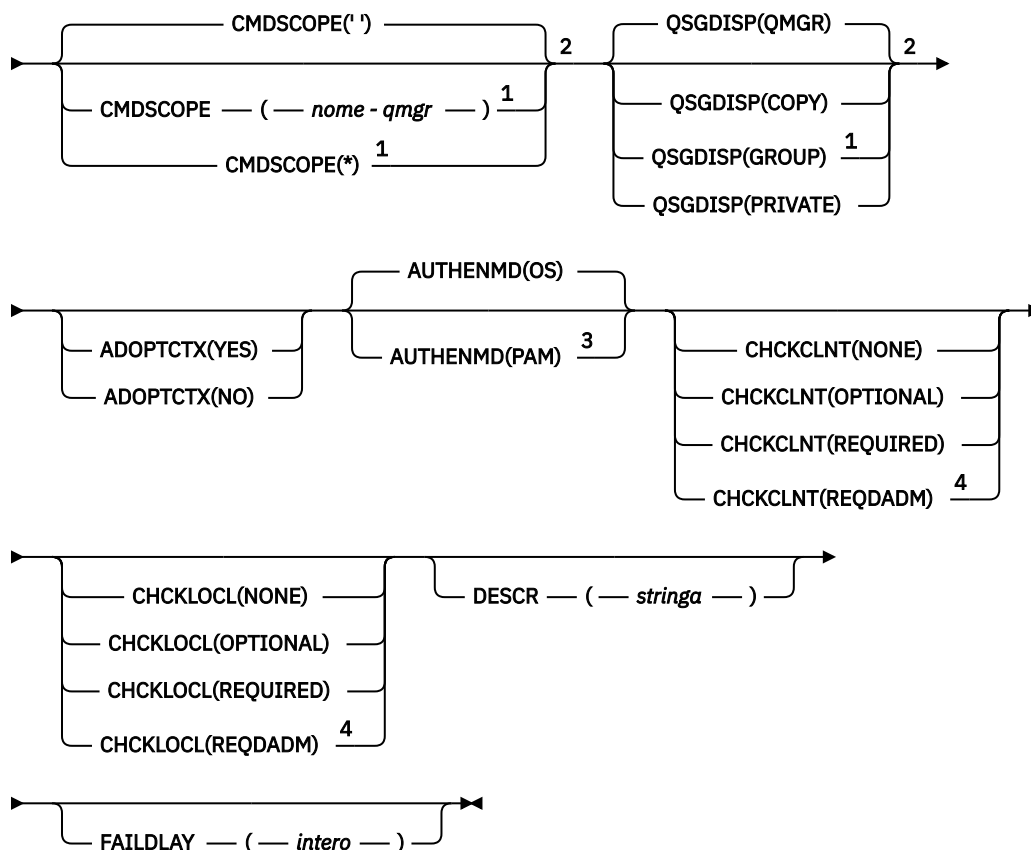 CMDSCOPE(' ')
2
CMDSCOPE ( nome - qmgr ) 1
CMDSCOPE(*) 1
QSGDISP(QMGR)
2
QSGDISP(COPY)
QSGDISP(GROUP) 1
QSGDISP(PRIVATE)
ADOPTCTX(YES)
ADOPTCTX(NO)
AUTHENMD(OS)
AUTHENMD(PAM) 3
CHCKCLNT(NONE)
CHCKCLNT(OPTIONAL)
CHCKCLNT(REQUIRED)
CHCKCLNT(REQDADM) 4
CHCKLOCL(NONE)
CHCKLOCL(OPTIONAL)
CHCKLOCL(REQUIRED)
CHCKLOCL(REQDADM) 4
DESCR ( stringa )
FAILDLAY ( intero )